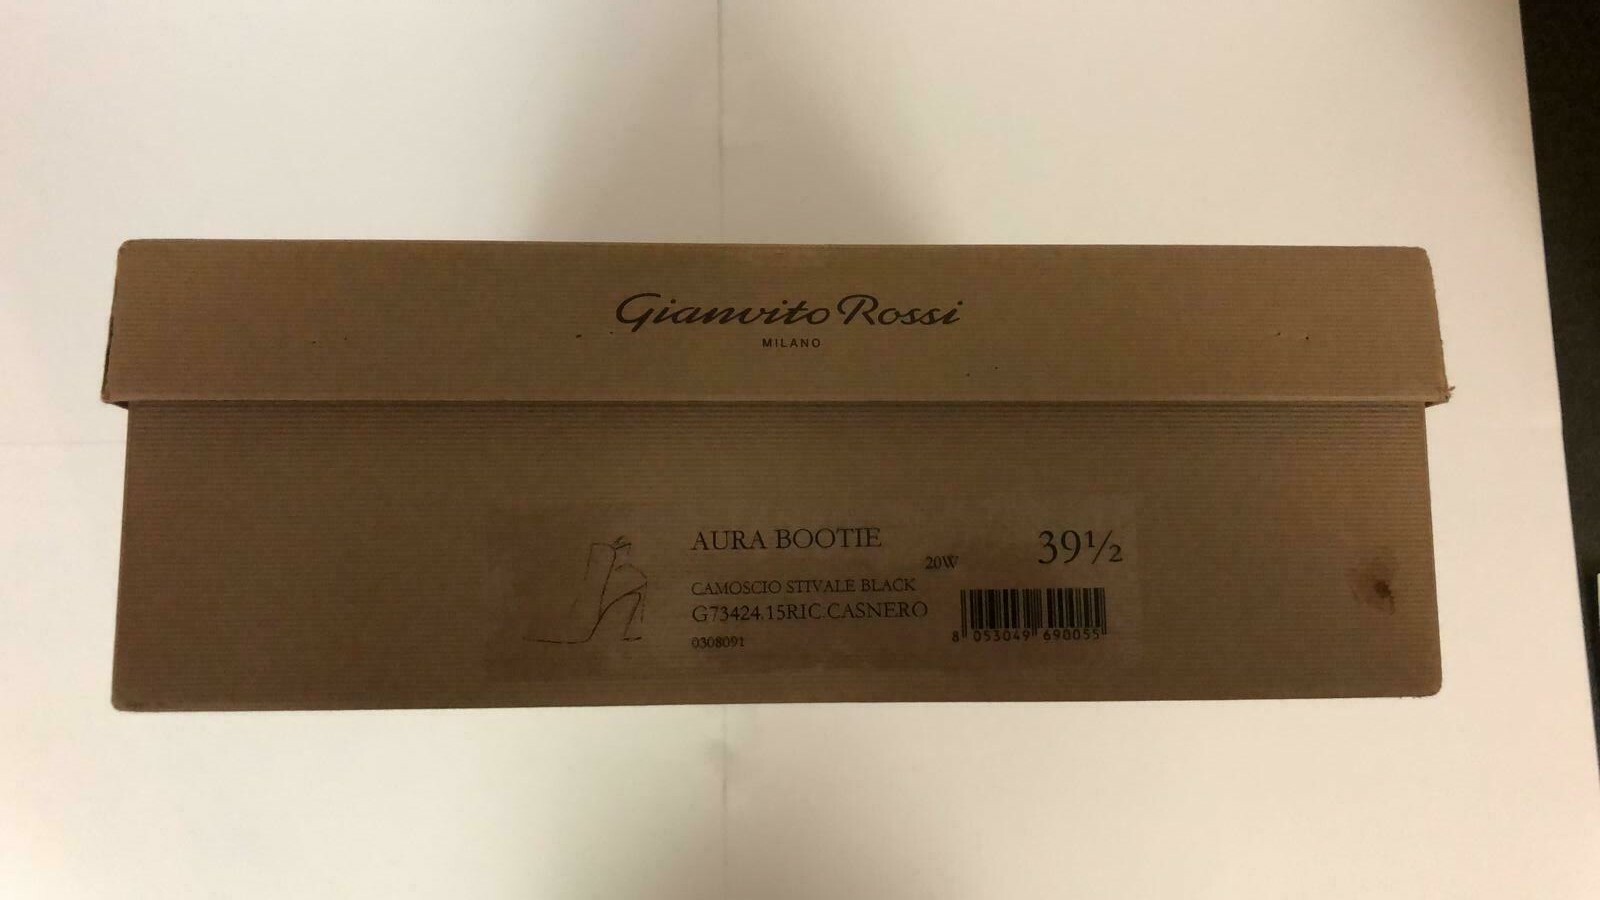 Gianvito Rossi
MILANO
AURA BOOTIE
20W
39½
CAMOSCIO STIVALE BLACK
G73424.15RIC.CASNERO
0308091
8 053049 690055